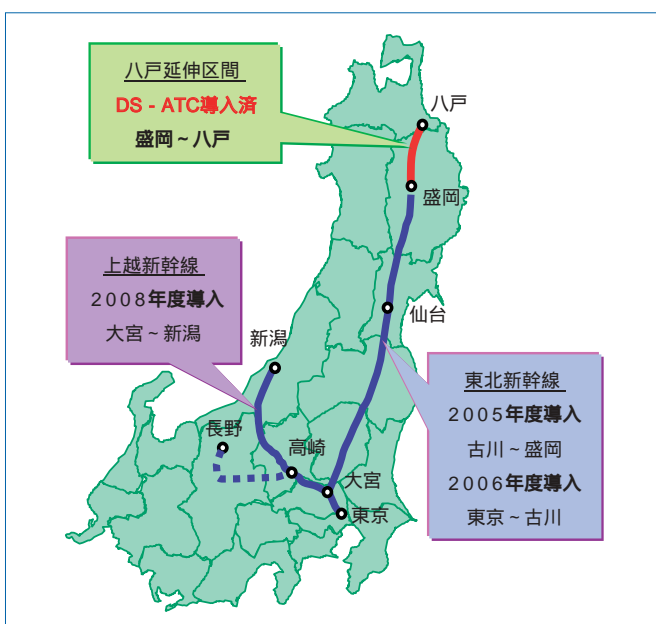 八戸延伸区間
DS - ATC導入済
盛岡~八戸
八戸
盛岡
上越新幹線
2008年度導入
大宮~新潟
新潟
仙台
東北新幹線
2005年度導入
古川~盛岡
2006年度導入
東京~古川
長野
高崎
大宮
東京